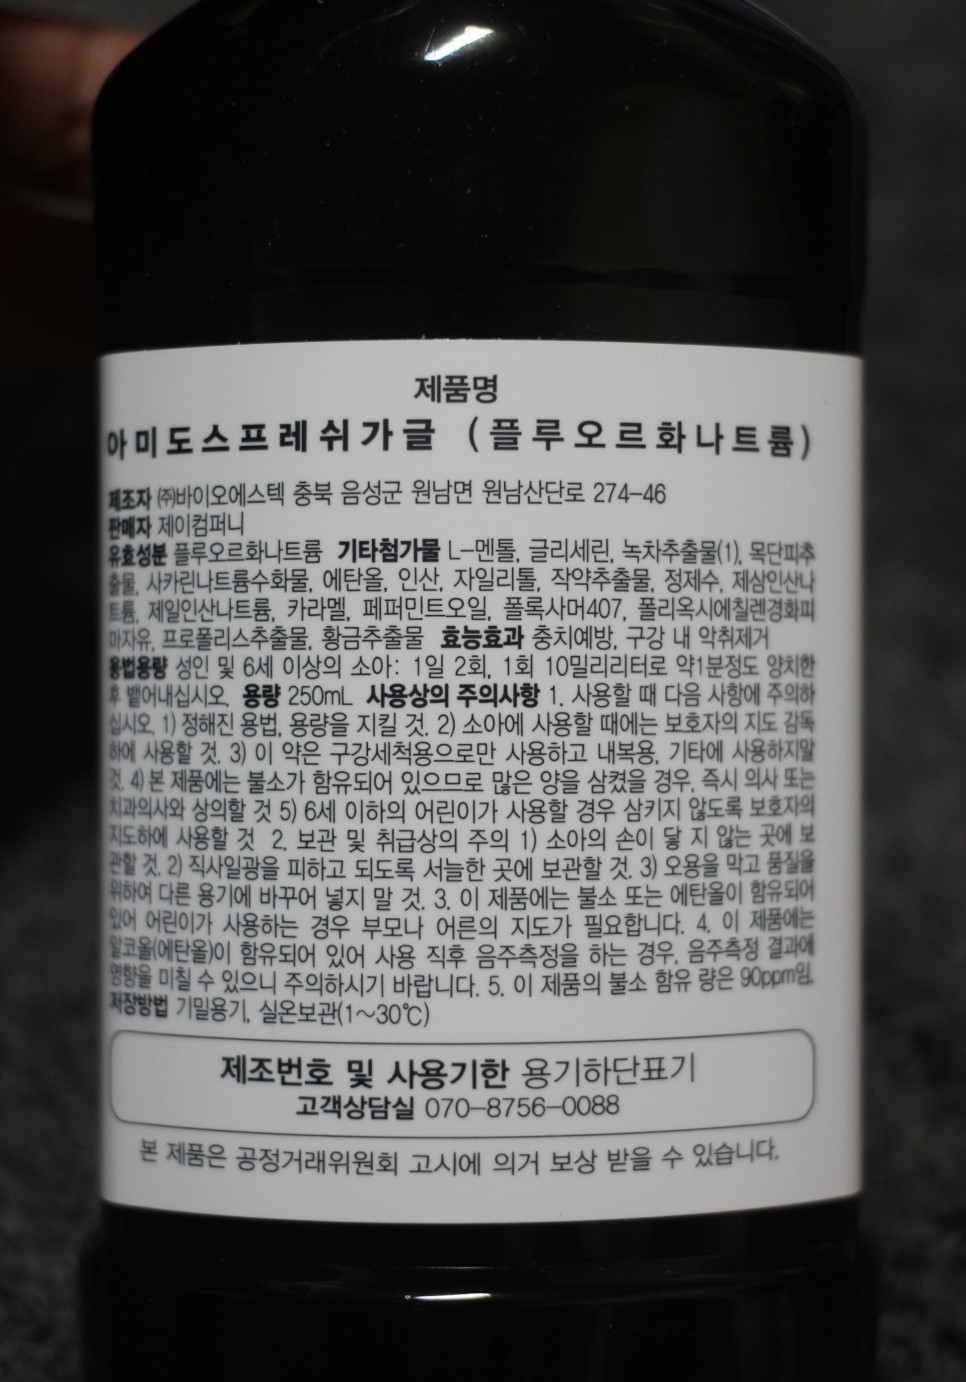 제품명
아미도스프레쉬가글 (플루오르화나트륨)
제조자 ㈜바이오에스텍 충북 음성군 원남면 원남산단로 274-46
판매자 제이컴퍼니
유효성분 플루오르화나트륨 기타첨가물 L-멘톨, 글리세린, 녹차추출물(1), 목단피추
출물, 사카린나트륨수화물, 에탄올, 인산, 자일리톨, 작약추출물, 정제수, 제삼인산나
트륨, 제일인산나트륨, 카라멜, 페퍼민트오일, 폴록사머407, 폴리옥시에칠렌경화피
마자유, 프로폴리스추출물, 황금추출물 효능효과 충치예방, 구강 내 악취제거
용법용량 성인 및 6세 이상의 소아: 1일 2회, 1회 10밀리리터로 약1분정도 양치한
후 뱉어내십시오. 용량 250mL 사용상의 주의사항 1. 사용할 때 다음 사항에 주의하
십시오. 1) 정해진 용법, 용량을 지킬 것. 2) 소아에 사용할 때에는 보호자의 지도 감독
하에 사용할 것. 3) 이 약은 구강세척용으로만 사용하고 내복용, 기타에 사용하지말
것. 4) 본 제품에는 불소가 함유되어 있으므로 많은 양을 삼켰을 경우, 즉시 의사 또는
치과의사와 상의할 것 5) 6세 이하의 어린이가 사용할 경우 삼키지 않도록 보호자의
지도하에 사용할 것 2. 보관 및 취급상의 주의 1) 소아의 손이 닿 지 않는 곳에 보
관할 것. 2) 직사일광을 피하고 되도록 서늘한 곳에 보관할 것. 3) 오용을 막고 품질을
위하여 다른 용기에 바꾸어 넣지 말 것. 3. 이 제품에는 불소 또는 에탄올이 함유되어
있어 어린이가 사용하는 경우 부모나 어른의 지도가 필요합니다. 4. 이 제품에는
알코올(에탄올)이 함유되어 있어 사용 직후 음주측정을 하는 경우, 음주측정 결과에
영향을 미칠 수 있으니 주의하시기 바랍니다. 5. 이 제품의 불소 함유 량은 90ppm임.
저장방법 기밀용기, 실온보관(1~30℃)
제조번호 및 사용기한 용기하단표기
고객상담실 070-8756-0088
본 제품은 공정거래위원회 고시에 의거 보상 받을 수 있습니다.